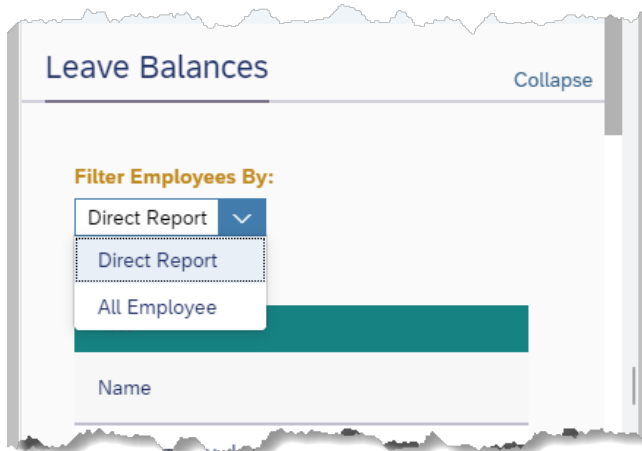 Leave Balances
Collapse
Filter Employees By:
Direct Report
Direct Report
All Employee
Name